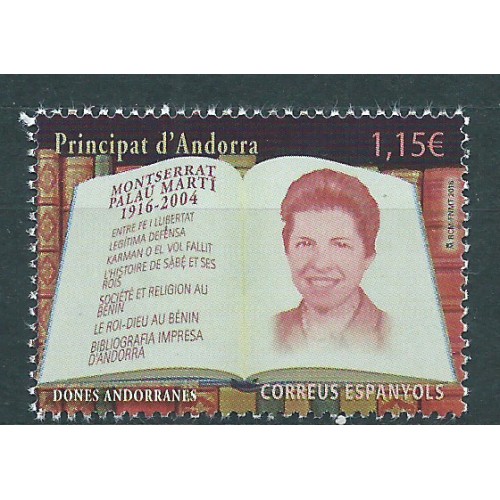 Principat d'Andorra
1,15€
MONTSERRAT
PALAU MARTÍ
1916-2004
ENTRE FE I LLIBERTAT
LEGÍTIMA DEFENSA
KARMAN O EL VOL FALLIT
L'HISTOIRE DE SÀBÉ ET SES
ROIS
SOCIÉTÉ ET RELIGION AU
BÉNIN
LE ROI-DIEU AU BÉNIN
BIBLIOGRAFIA IMPRESA
D'ANDORRA
DONES ANDORRANES
CORREUS ESPANYOLS